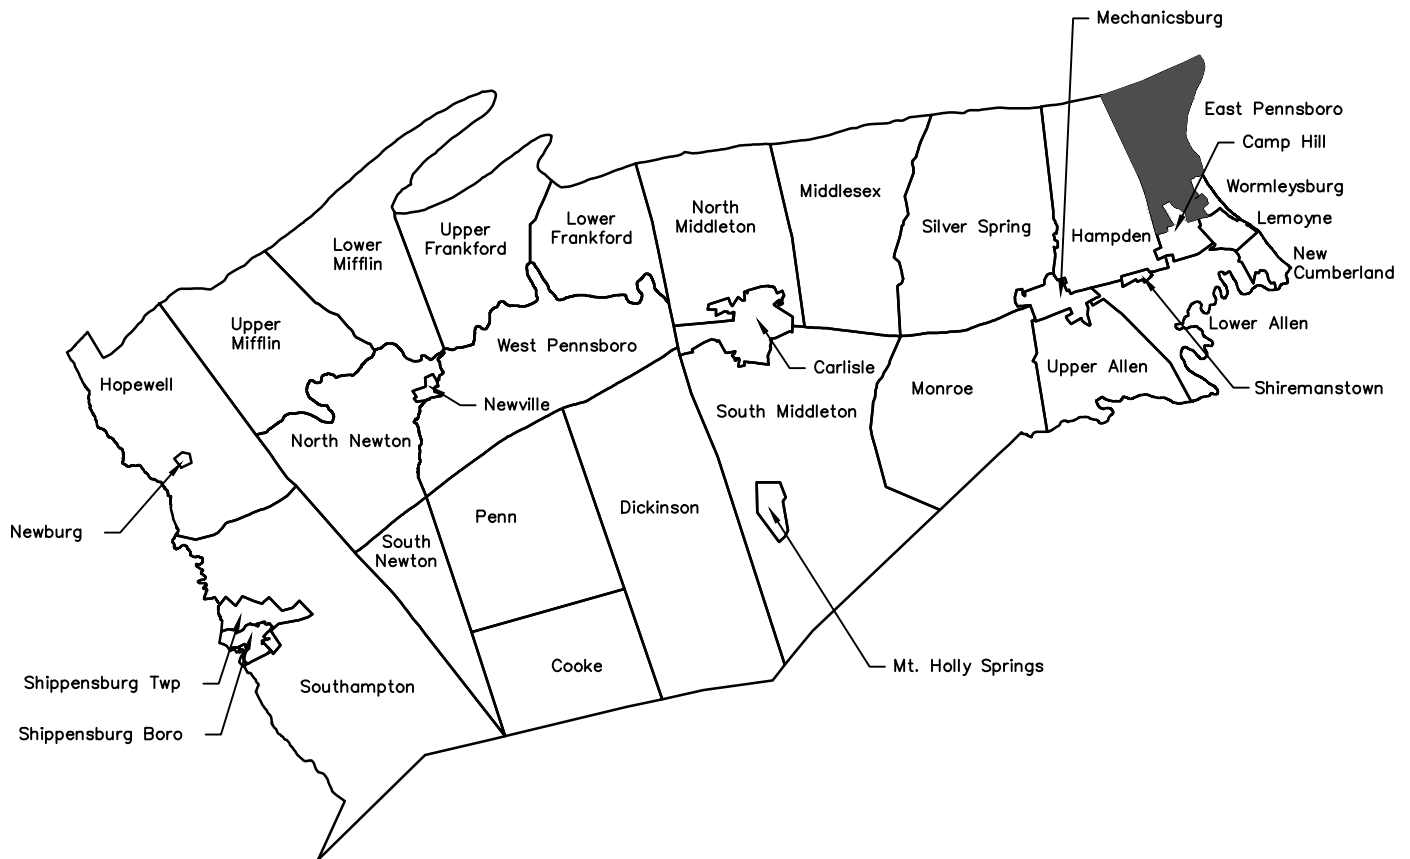 Mechanicsburg
East Pennsboro
Camp Hill
Wormleysburg
Lemoyne
New
Cumberland
Middlesex
North
Middleton
Lower
Frankford
Upper
Frankford
Lower
Mifflin
Silver Spring
Hampden
Upper
Mifflin
West Pennsboro
Lower Allen
Carlisle
Upper Allen
Shiremanstown
Hopewell
Newville
South Middleton
Monroe
North Newton
Newburg
Penn
Dickinson
South
Newton
Cooke
Mt. Holly Springs
Shippensburg Twp
Southampton
Shippensburg Boro